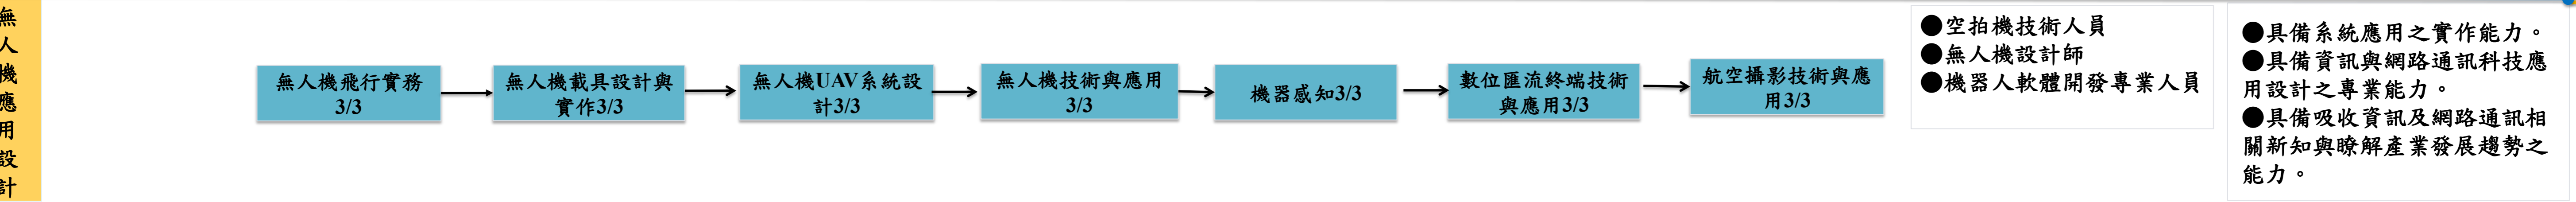 無
人
機
應
用
設
計
無人機飛行實務
3/3
無人機載具設計與
實作3/3
無人機UAV系統設
計3/3
無人機技術與應用
3/3
機器感知3/3
數位匯流終端技術
與應用3/3
航空攝影技術與應
用3/3
●空拍機技術人員
●無人機設計師
●機器人軟體開發專業人員
●具備系統應用之實作能力。
●具備資訊與網路通訊科技應
用設計之專業能力。
●具備吸收資訊及網路通訊相
關新知與瞭解產業發展趨勢之
能力。